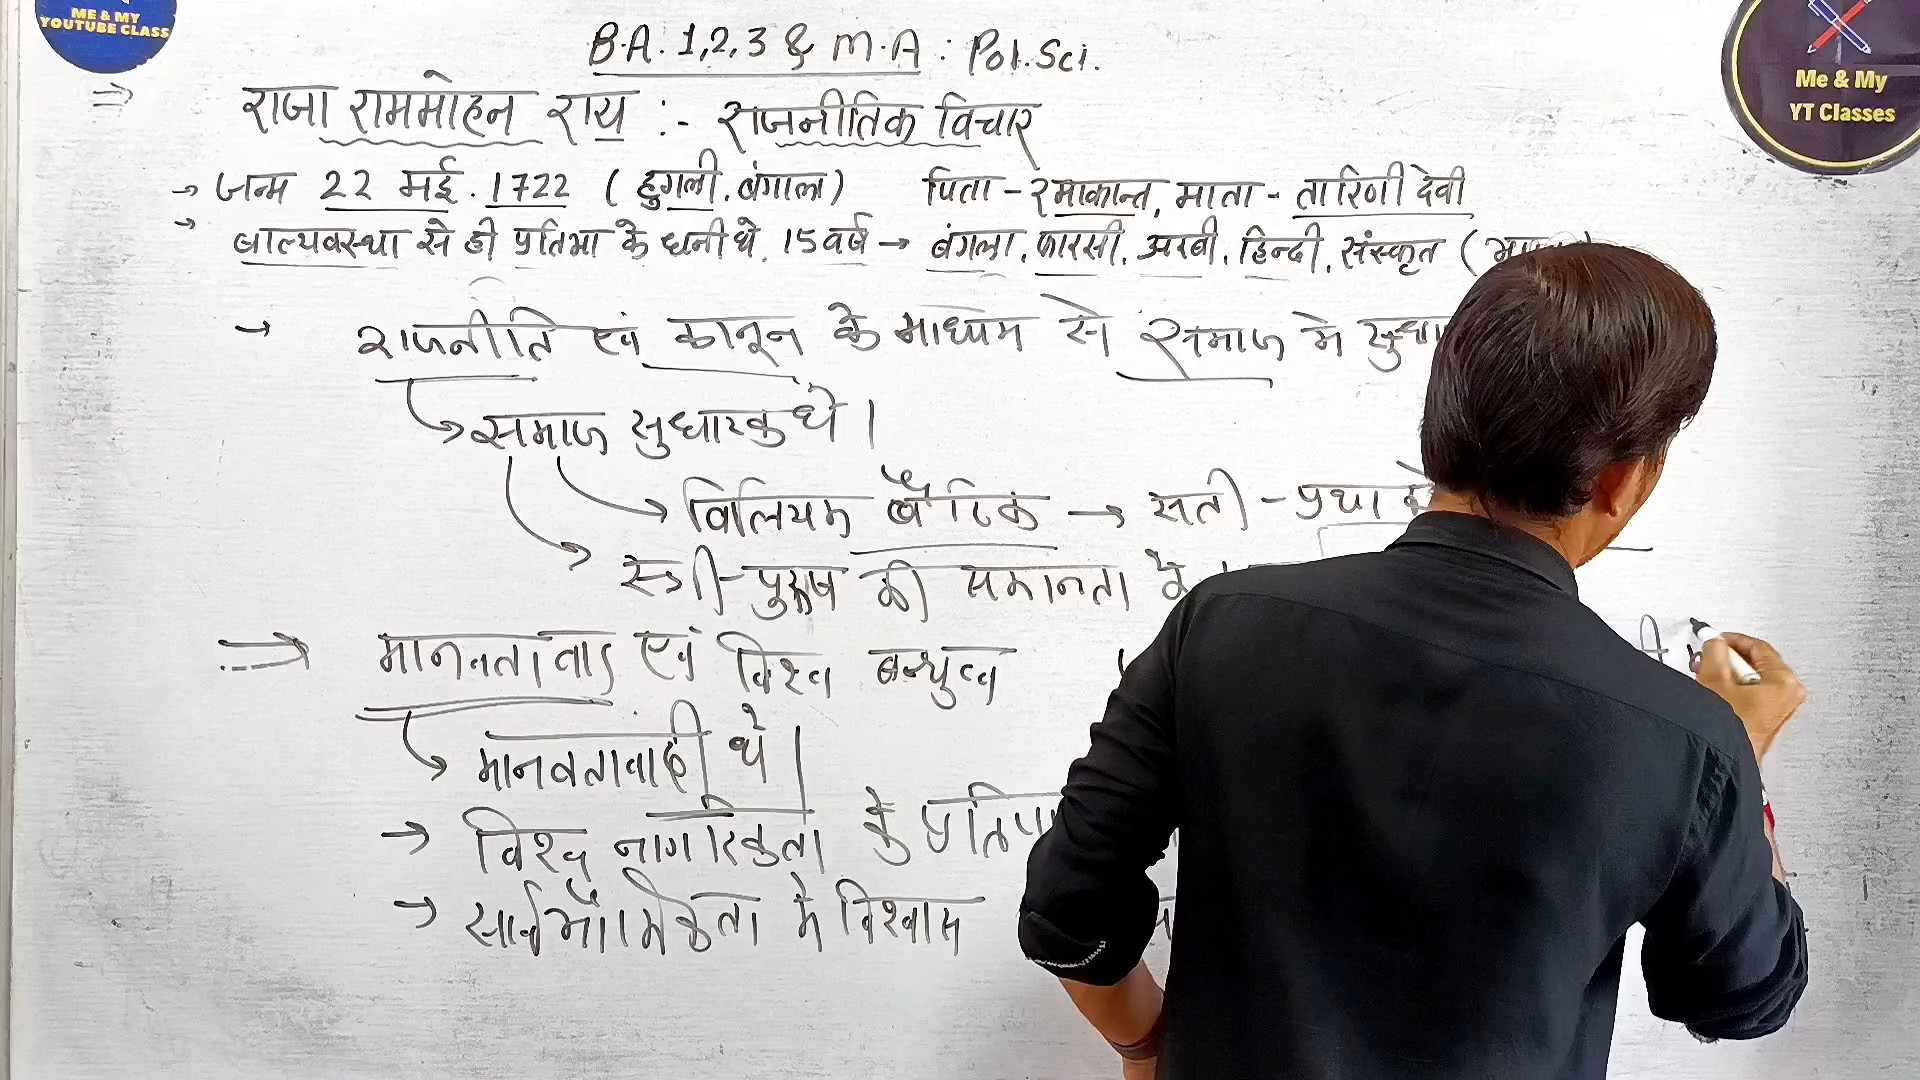 ME & MY
YOUTUBE CLASS
B.A. 1,2,3 & M.A : Pol. Sci.
Me & My
YT Classes
⇒ राजा राममोहन राय :- राजनीतिक विचार
→ जन्म 22 मई. 1722 (हुगली. बंगाल) पिता - रमाकान्त, माता - तारिणी देवी
→ बाल्यवस्था से ही प्रतिभा के धनी थे. 15 वर्ष → बंगला, फारसी, अरबी, हिन्दी, संस्कृत (
→ राजनीति एवं कानून के माध्यम से समाज मे
समाज सुधारक थे।
→ विलियम बैंटिक → सती - प्रथा
स्त्री-पुरूष की समानता के
⇒ मानवतावाद एवं विश्व बन्धुत्व
मानवतावादी थे।
→ विश्व नागरिकता के
→ सार्वभौमिकता मे विश्वास